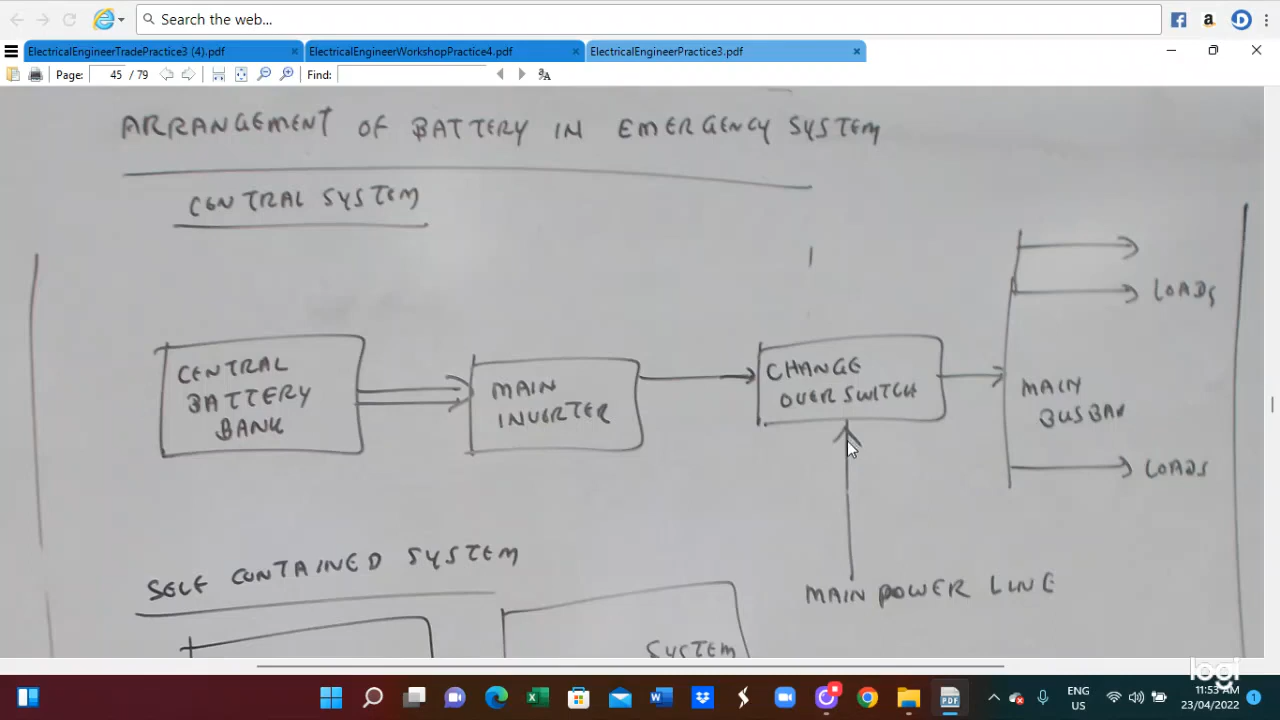 Search the web...
ElectricalEngineerTradePractice3 (4).pdf
ElectricalEngineerWorkshopPractice4.pdf
ElectricalEngineerPractice3.pdf
Page: 45 / 79
Find:
ARRANGEMENT OF BATTERY IN EMERGENCY SYSTEM
CENTRAL SYSTEM
LOADS
CENTRAL
BATTERY
BANK
MAIN
INVERTER
CHANGE
OVER SWITCH
MAIN
BUSBAR
LOADS
MAIN POWER LINE
SELF CONTAINED SYSTEM
SYSTEM
logi
ENG
US
11:53 AM
23/04/2022